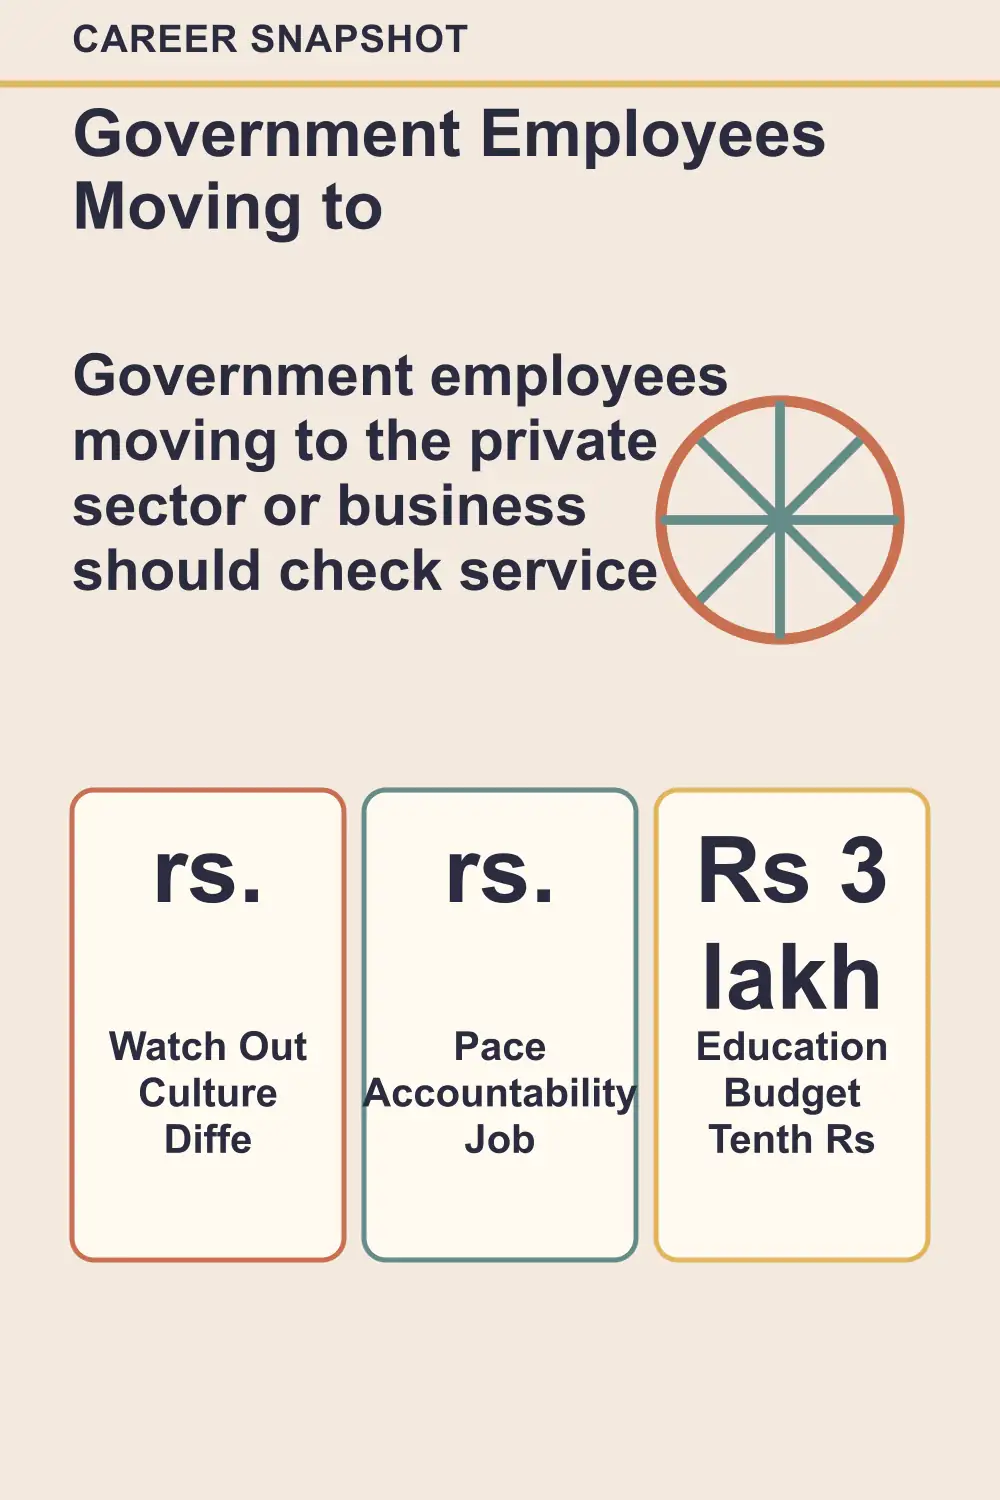 CAREER SNAPSHOT
Government Employees
Moving to
Government employees
moving to the private
sector or business
should check service
rs.
Watch Out
Culture
Diffe
rs.
Pace
Accountability
Job
Rs 3
lakh
Education
Budget
Tenth Rs